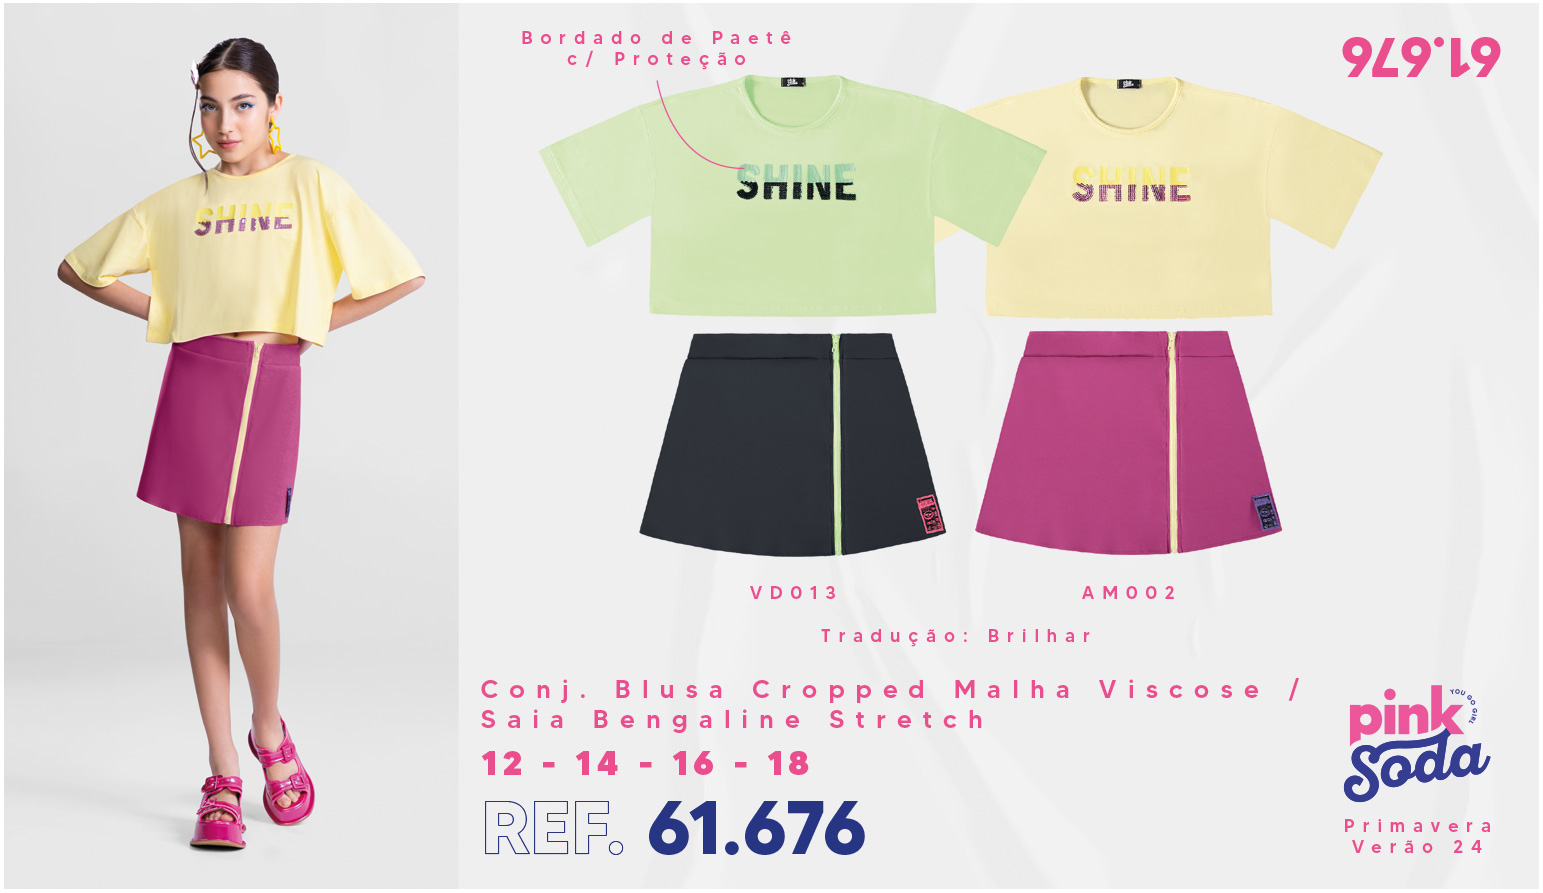 Bordado de Paetê
c/ Proteção
61.676
SHINE
SHINE
SHINE
VD013
AM002
Tradução: Brilhar
Conj. Blusa Cropped Malha Viscose /
Saia Bengaline Stretch
12 - 14 - 16 - 18
REF. 61.676
pink
YOU GO GIRL
Soda
Primavera
Verão 24